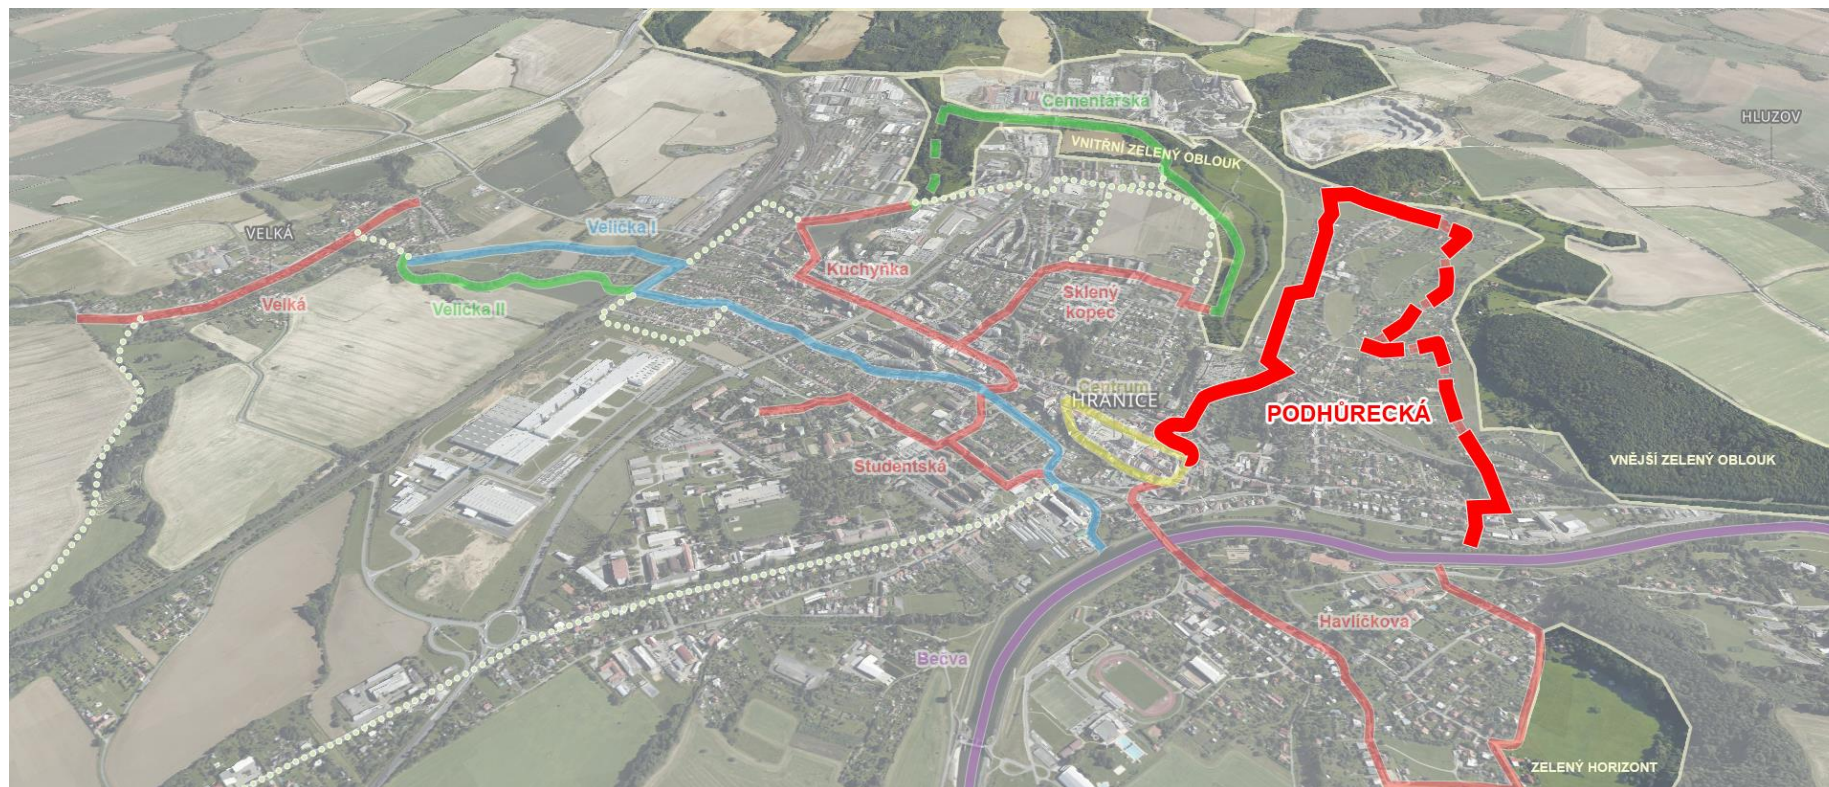 Cementářská
HLUZOV
VNITŘNÍ ZELENÝ OBLOUK
VELKÁ
Velička I
Kuchyňka
Velká
Velička II
Sklený
kopec
Centrum
HRANICE
PODHŮRECKÁ
Studentská
VNĚJŠÍ ZELENÝ OBLOUK
Havlíčkova
Bečva
ZELENÝ HORIZONT